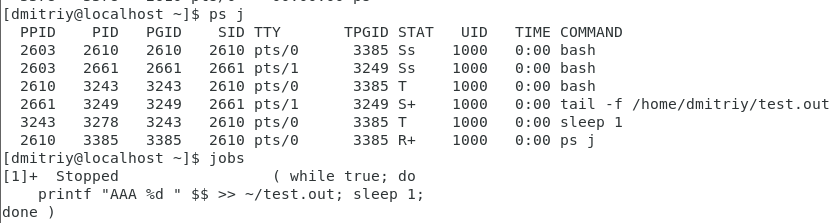 [dmitriy@localhost ~]$ ps j
PPID PID PGID SID TTY TPGID STAT UID TIME COMMAND
2603 2610 2610 2610 pts/0 3385 Ss 1000 0:00 bash
2603 2661 2661 2661 pts/1 3249 Ss 1000 0:00 bash
2610 3243 3243 2610 pts/0 3385 T 1000 0:00 bash
2661 3249 3249 2661 pts/1 3249 S+ 1000 0:00 tail -f /home/dmitriy/test.out
3243 3278 3243 2610 pts/0 3385 T 1000 0:00 sleep 1
2610 3385 3385 2610 pts/0 3385 R+ 1000 0:00 ps j
[dmitriy@localhost ~]$ jobs
[1]+ Stopped ( while true; do
printf "AAA %d " $$ >> ~/test.out; sleep 1;
done )